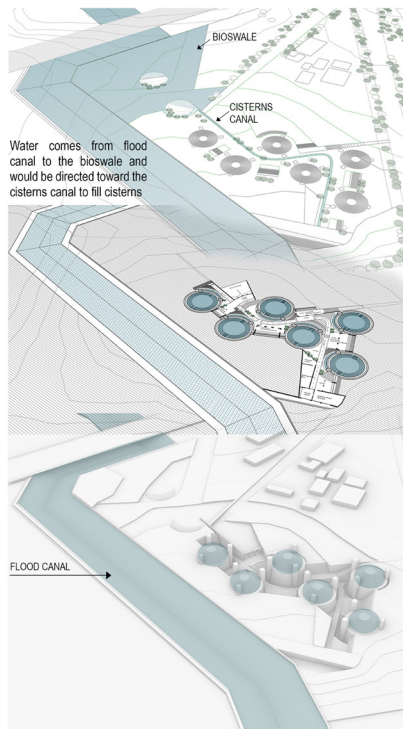 BIOSWALE
CISTERNS
CANAL
Water comes from flood
canal to the bioswale and
would be directed toward the
cisterns canal to fill cisterns
FLOOD CANAL